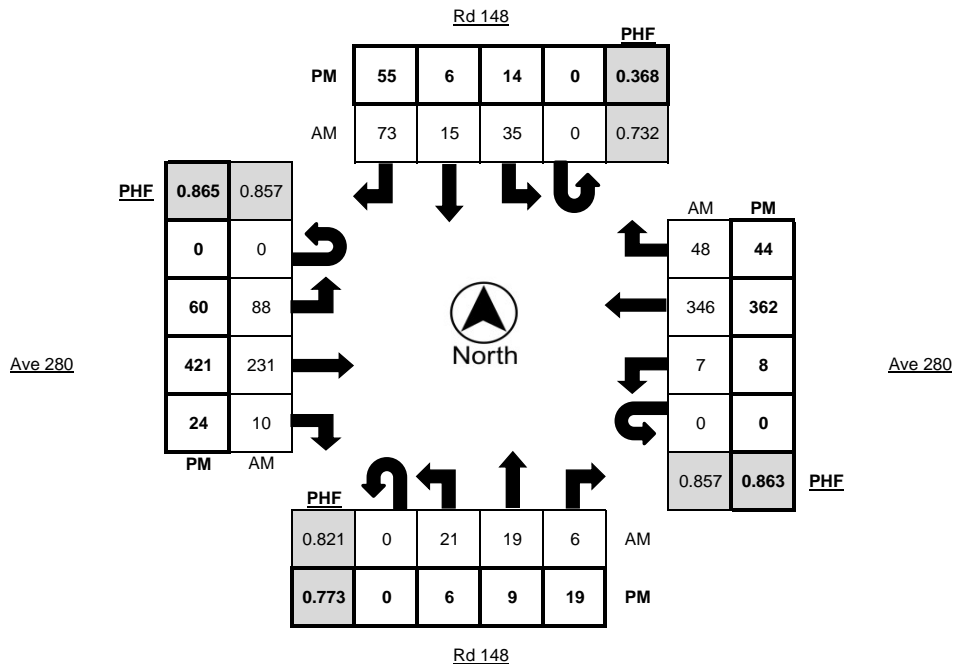 Rd 148
PHF
PM 55 6 14 0 0.368
AM 73 15 35 0 0.732
PHF 0.865 0.857
0 0
60 88
421 231
24 10
PM AM
Ave 280
North
AM PM
48 44
346 362
7 8
0 0
0.857 0.863 PHF
Ave 280
PHF
0.821 0 21 19 6 AM
0.773 0 6 9 19 PM
Rd 148